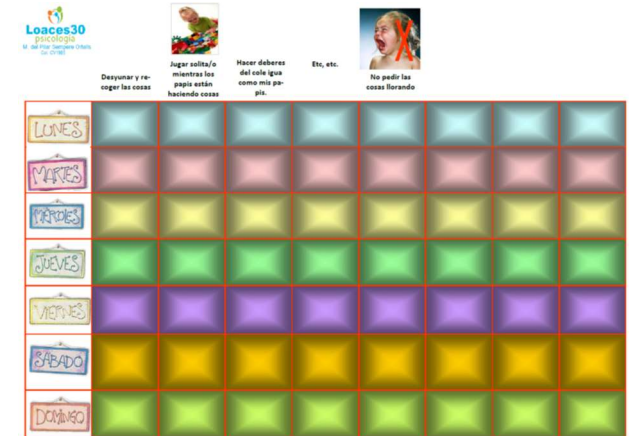 Loaces30
psicología
M. del Pilar Sempere Ortells
Desyunar y re-
coger las cosas
Jugar solita/o
mientras los
papis están
haciendo cosas
Hacer deberes
del cole igua
como mis pa-
pis.
Etc, etc.
No pedir las
cosas llorando
LUNES
MARTES
MIÉRCOLES
JUEVES
VIERNES
SABADO
DOMINGO